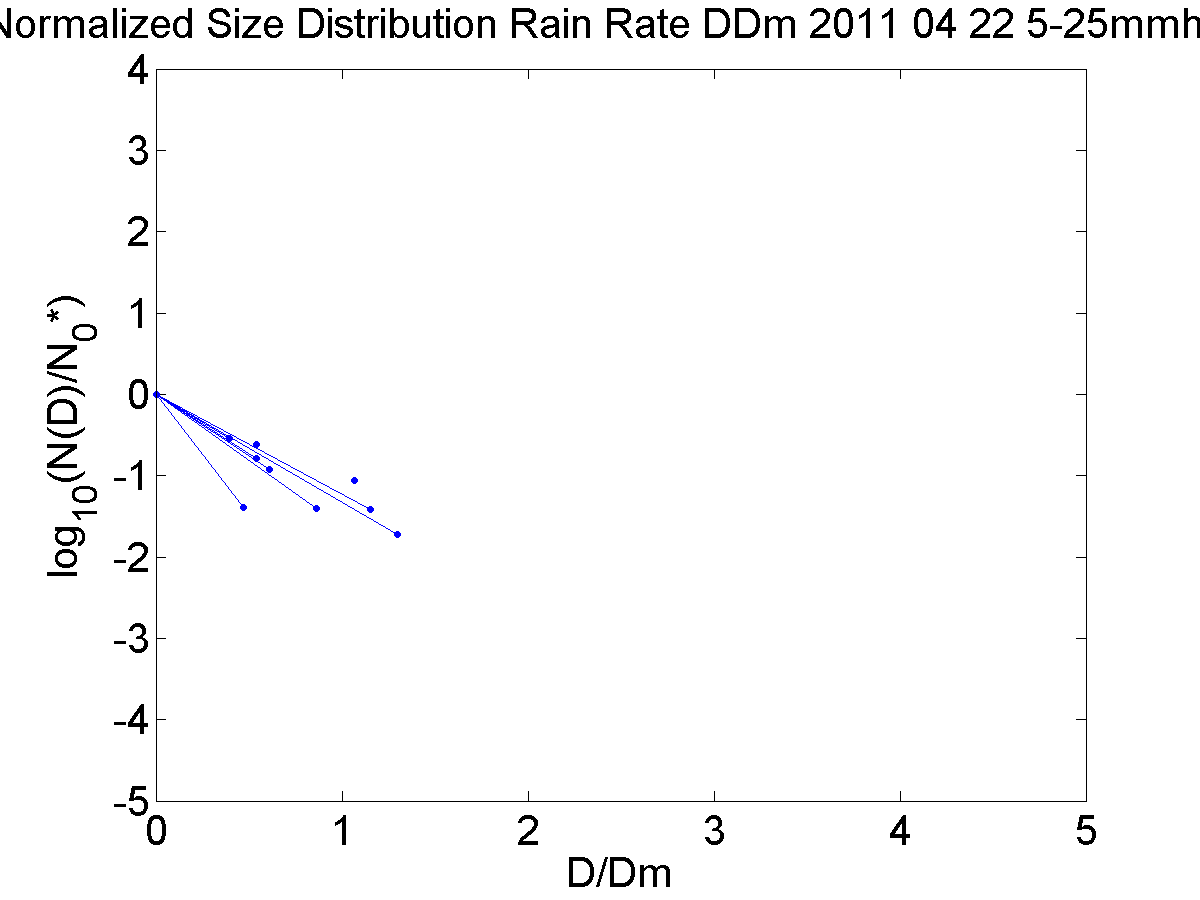 Normalized Size Distribution Rain Rate DDm 2011 04 22 5-25mmh
4
3
2
1
0
-1
-2
-3
-4
-5
log10(N(D)/N0*)
0 1 2 3 4 5
D/Dm